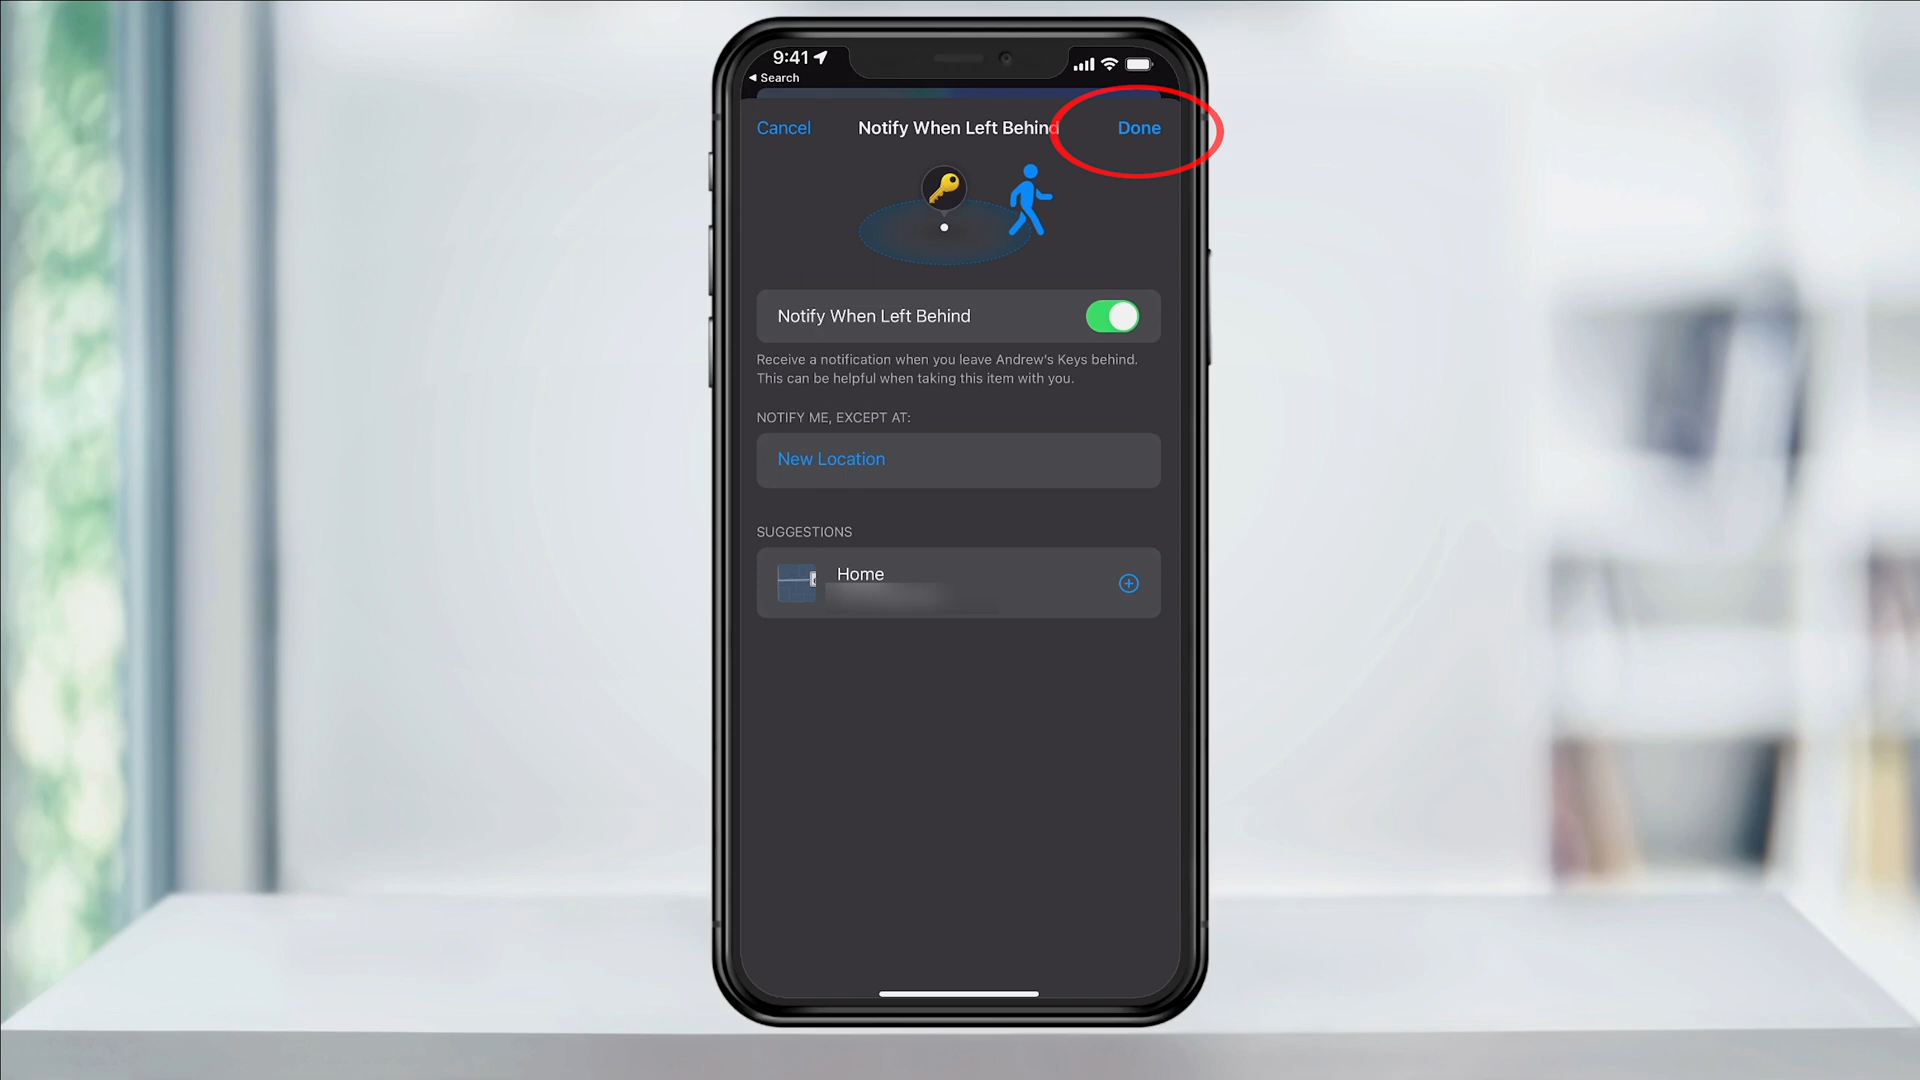 9:41
◀ Search
Cancel
Notify When Left Behind
Done
Notify When Left Behind
Receive a notification when you leave Andrew's Keys behind.
This can be helpful when taking this item with you.
NOTIFY ME, EXCEPT AT:
New Location
SUGGESTIONS
Home